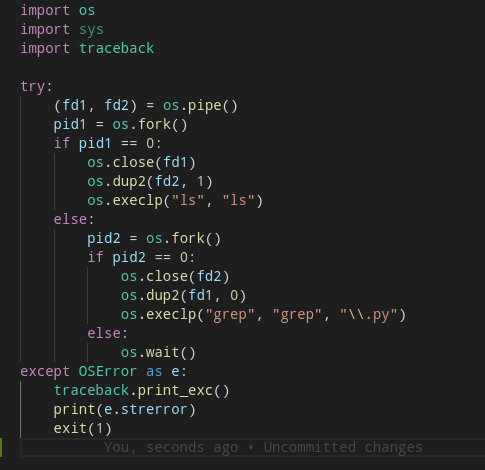 import os
import sys
import traceback

try:
    (fd1, fd2) = os.pipe()
    pid1 = os.fork()
    if pid1 == 0:
        os.close(fd1)
        os.dup2(fd2, 1)
        os.execlp("ls", "ls")
    else:
        pid2 = os.fork()
        if pid2 == 0:
            os.close(fd2)
            os.dup2(fd1, 0)
            os.execlp("grep", "grep", "\\.py")
        else:
            os.wait()
except OSError as e:
    traceback.print_exc()
    print(e.strerror)
    exit(1)
You, seconds ago • Uncommitted changes